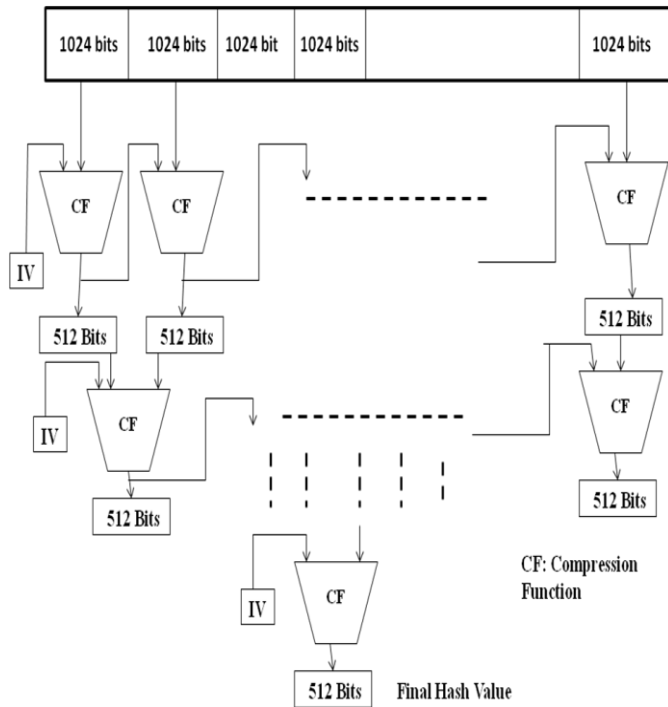 1024 bits 1024 bits 1024 bit 1024 bits 1024 bits
CF CF CF
IV
512 Bits 512 Bits 512 Bits
CF CF
IV
512 Bits 512 Bits
CF: Compression
Function
CF
IV
512 Bits Final Hash Value